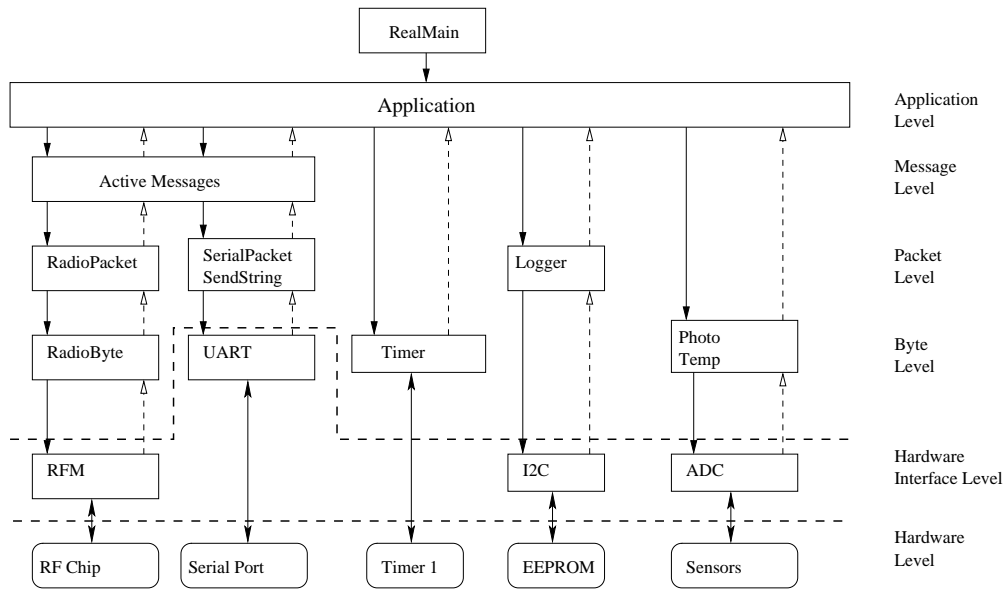 RealMain
Application
Application
Level
Active Messages
Message
Level
RadioPacket
SerialPacket
SendString
Logger
Packet
Level
RadioByte
UART
Timer
Photo
Temp
Byte
Level
RFM
I2C
ADC
Hardware
Interface Level
RF Chip
Serial Port
Timer 1
EEPROM
Sensors
Hardware
Level